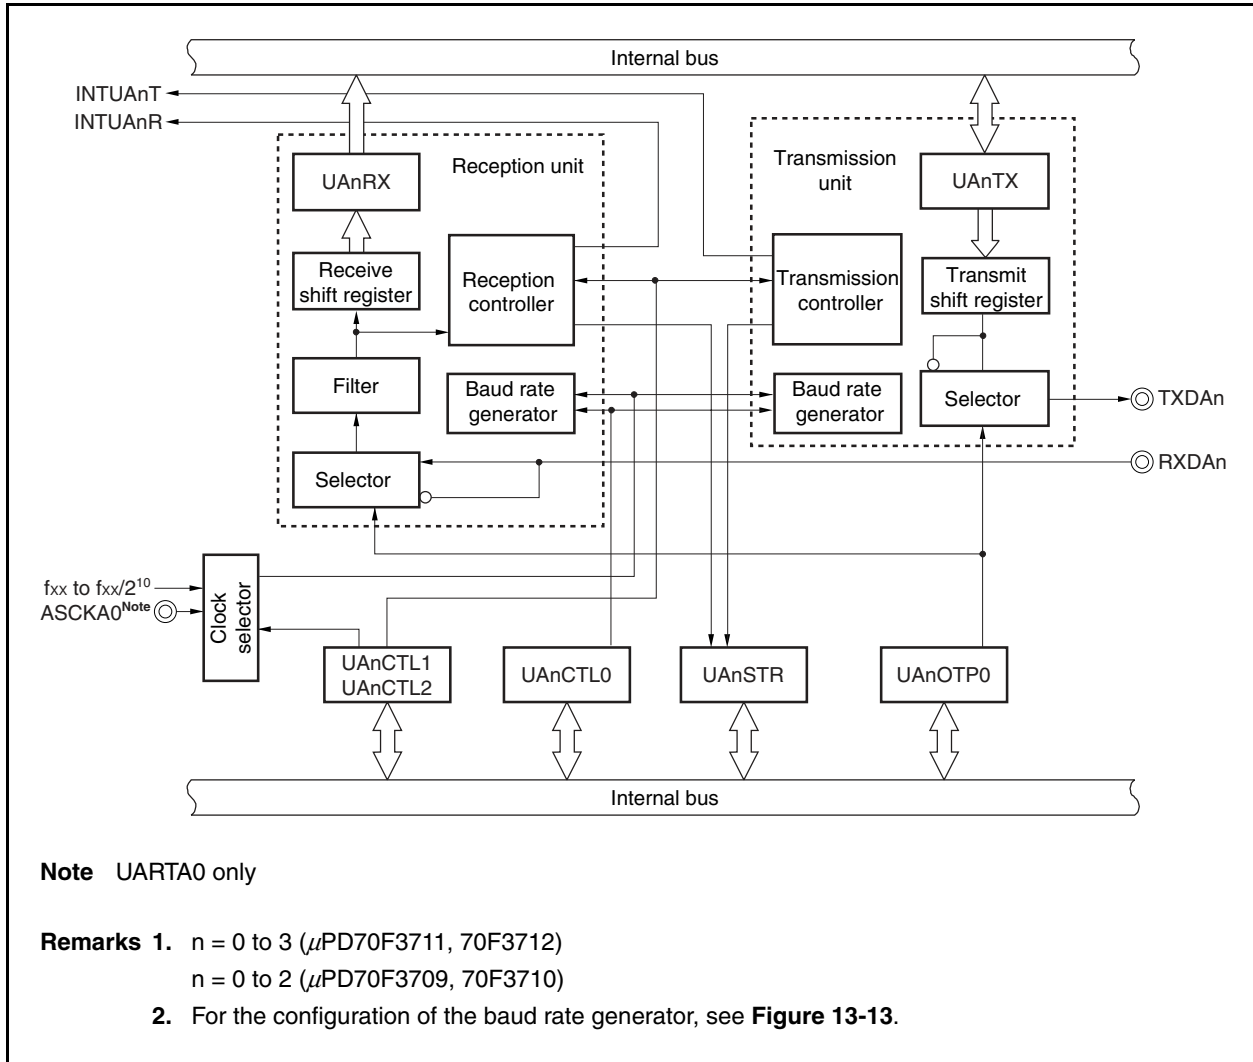 Internal bus
INTUAnT
INTUAnR
Reception unit
Transmission
unit
UAnRX
UAnTX
Receive
shift register
Reception
controller
Transmission
controller
Transmit
shift register
Filter
Baud rate
generator
Baud rate
generator
Selector
TXDAn
Selector
RXDAn
fxx to fxx/2¹⁰
ASCKA0Note
Clock
selector
UAnCTL1
UAnCTL2
UAnCTL0
UAnSTR
UAnOTP0
Internal bus
Note UARTA0 only
Remarks 1. n = 0 to 3 (μPD70F3711, 70F3712)
n = 0 to 2 (μPD70F3709, 70F3710)
2. For the configuration of the baud rate generator, see Figure 13-13.